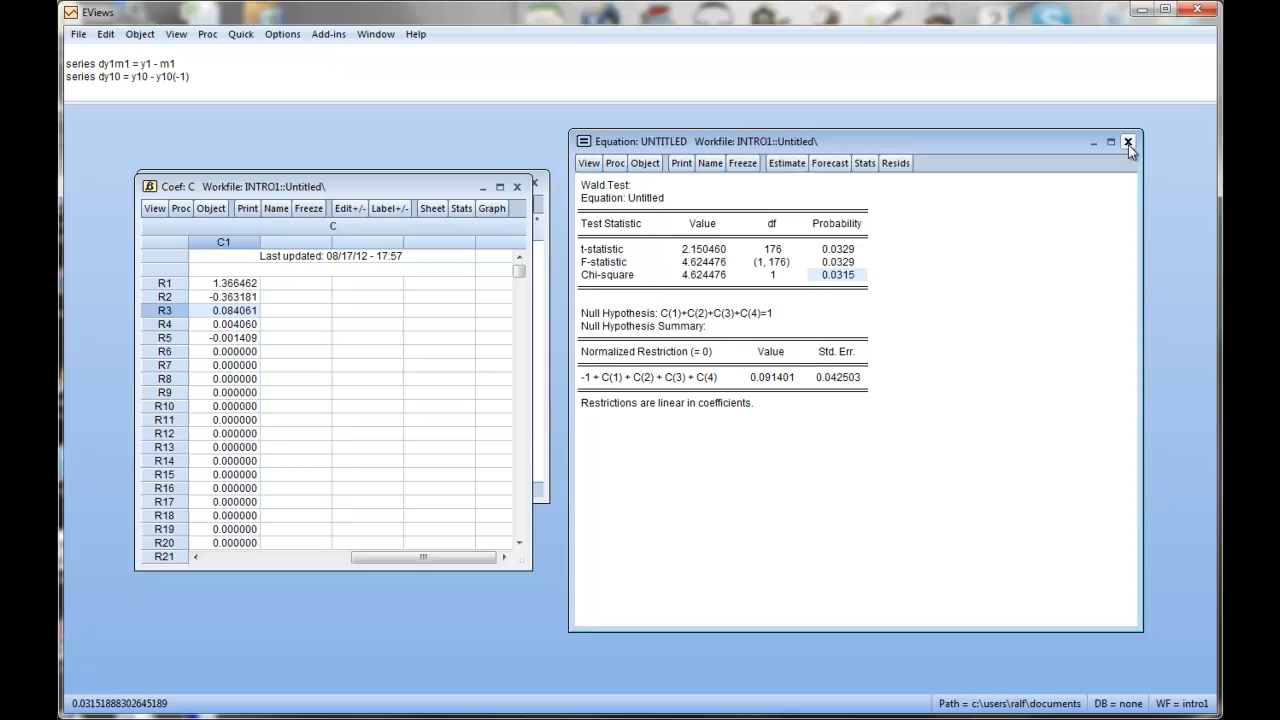 EViews
File Edit Object View Proc Quick Options Add-ins Window Help
series dy1m1 = y1 - m1
series dy10 = y10 - y10(-1)
Coef: C Workfile: INTRO1::Untitled\
View Proc Object Print Name Freeze Edit+/- Label+/- Sheet Stats Graph
C
C1
Last updated: 08/17/12 - 17:57
R1 1.366462
R2 -0.363181
R3 0.084061
R4 0.004060
R5 -0.001409
R6 0.000000
R7 0.000000
R8 0.000000
R9 0.000000
R10 0.000000
R11 0.000000
R12 0.000000
R13 0.000000
R14 0.000000
R15 0.000000
R16 0.000000
R17 0.000000
R18 0.000000
R19 0.000000
R20 0.000000
R21
Equation: UNTITLED Workfile: INTRO1::Untitled\
View Proc Object Print Name Freeze Estimate Forecast Stats Resids
Wald Test:
Equation: Untitled
Test Statistic Value df Probability
t-statistic 2.150460 176 0.0329
F-statistic 4.624476 (1, 176) 0.0329
Chi-square 4.624476 1 0.0315
Null Hypothesis: C(1)+C(2)+C(3)+C(4)=1
Null Hypothesis Summary:
Normalized Restriction (= 0) Value Std. Err.
-1 + C(1) + C(2) + C(3) + C(4) 0.091401 0.042503
Restrictions are linear in coefficients.
0.03151888302645189 Path = c:\users\ralf\documents DB = none WF = intro1